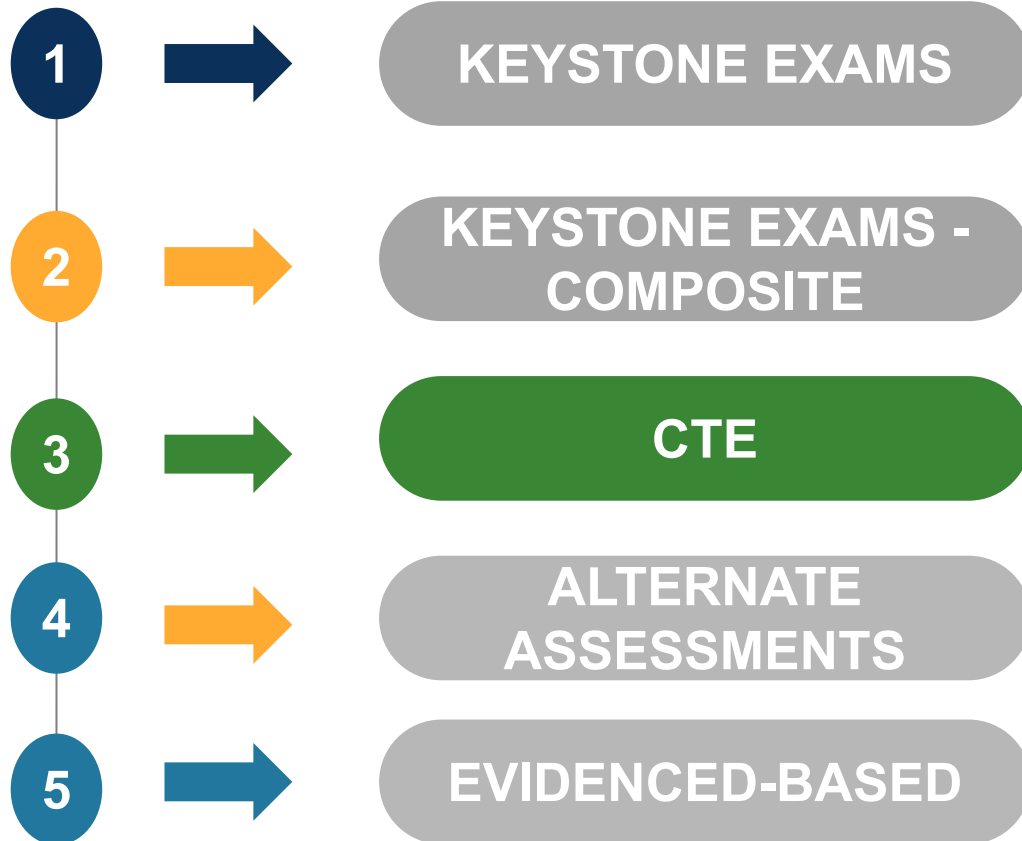 1
KEYSTONE EXAMS
2
KEYSTONE EXAMS -
COMPOSITE
3
CTE
4
ALTERNATE
ASSESSMENTS
5
EVIDENCED-BASED